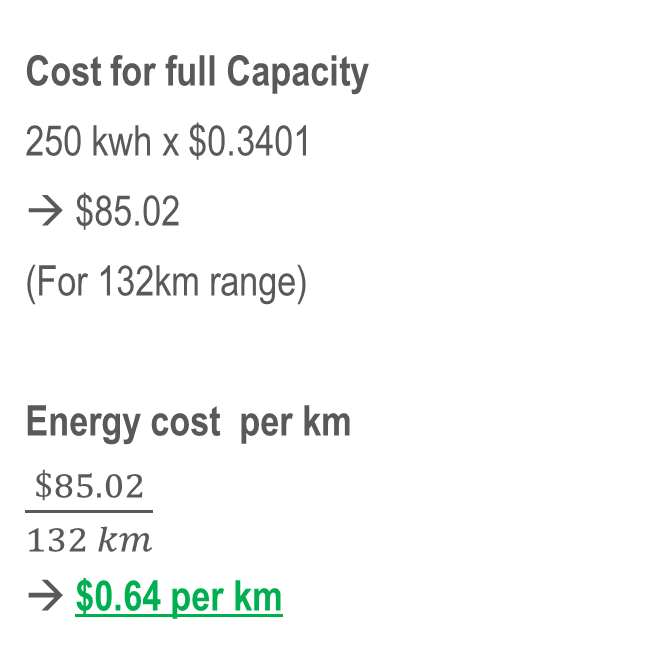 Cost for full Capacity
250 kwh x $0.3401
→ $85.02
(For 132km range)
Energy cost  per km
$85.02
132 km
→ $0.64 per km